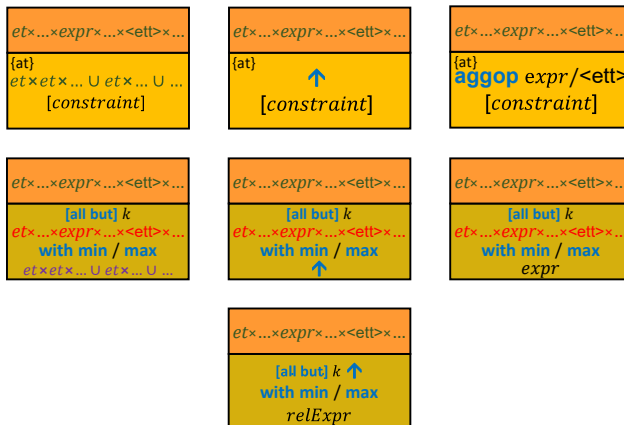 et×...×expr×...×<ett>×...
{at}
et×et×... ∪ et×... ∪ ...
[constraint]
et×...×expr×...×<ett>×...
{at}
↑
[constraint]
et×...×expr×...×<ett>×...
{at}
aggop expr/<ett>
[constraint]
et×...×expr×...×<ett>×...
[all but] k
et×...×expr×...×<ett>×...
with min / max
et×et×... ∪ et×... ∪ ...
et×...×expr×...×<ett>×...
[all but] k
et×...×expr×...×<ett>×...
with min / max
↑
et×...×expr×...×<ett>×...
[all but] k
et×...×expr×...×<ett>×...
with min / max
expr
et×...×expr×...×<ett>×...
[all but] k ↑
with min / max
relExpr